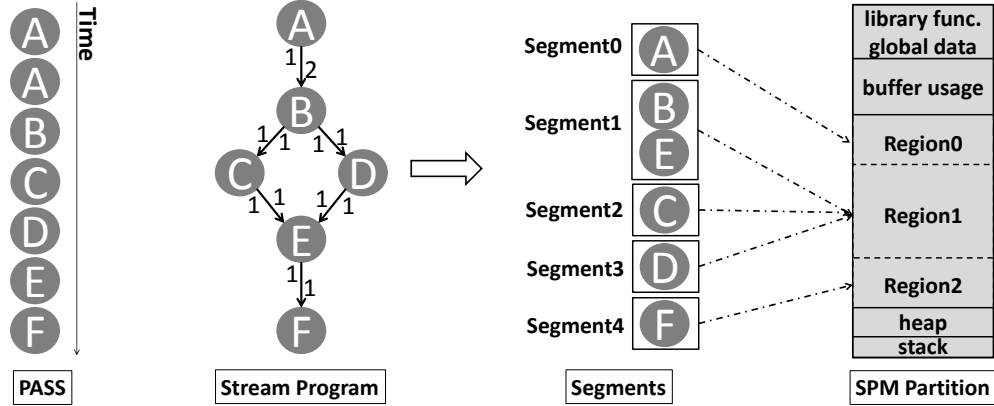 A
A
B
C
D
E
F
Time
PASS
A
1 2
B
1 1 1 1
C D
1 1 1 1
E
1 1
F
Stream Program
Segment0 A
Segment1 B E
Segment2 C
Segment3 D
Segment4 F
Segments
library func.
global data
buffer usage
Region0
Region1
Region2
heap
stack
SPM Partition